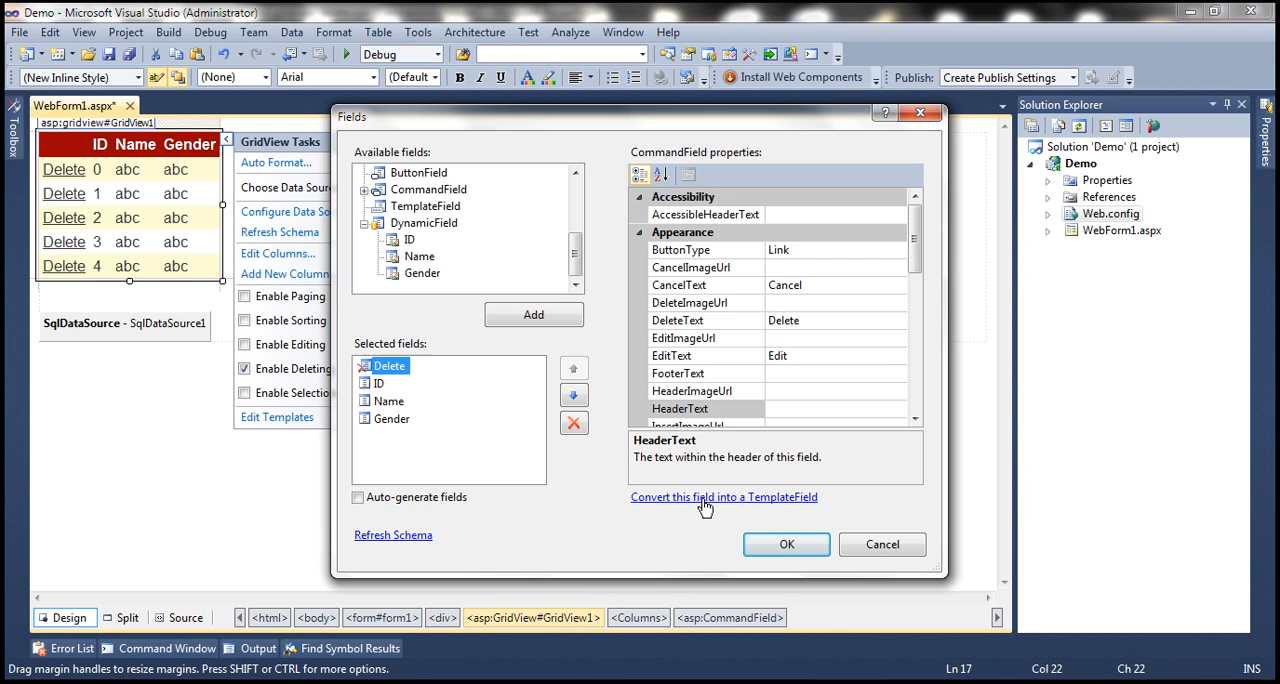 Demo - Microsoft Visual Studio (Administrator)
File Edit View Project Build Debug Team Data Format Table Tools Architecture Test Analyze Window Help
Debug
(New Inline Style) (None) Arial (Default B I U A Install Web Components Publish: Create Publish Settings
WebForm1.aspx*
Toolbox
asp:gridview#GridView1
ID Name Gender
Delete 0 abc abc
Delete 1 abc abc
Delete 2 abc abc
Delete 3 abc abc
Delete 4 abc abc
SqlDataSource - SqlDataSource1
GridView Tasks
Auto Format...
Choose Data Sour
Configure Data So
Refresh Schema
Edit Columns...
Add New Column
Enable Paging
Enable Sorting
Enable Editing
Enable Deleting
Enable Selectio
Edit Templates
Fields
Available fields:
ButtonField
CommandField
TemplateField
DynamicField
ID
Name
Gender
Add
Selected fields:
Delete
ID
Name
Gender
Auto-generate fields
Refresh Schema
CommandField properties:
Accessibility
AccessibleHeaderText
Appearance
ButtonType Link
CancelImageUrl
CancelText Cancel
DeleteImageUrl
DeleteText Delete
EditImageUrl
EditText Edit
FooterText
HeaderImageUrl
HeaderText
InsertImageUrl
HeaderText
The text within the header of this field.
Convert this field into a TemplateField
OK Cancel
Solution Explorer
Solution 'Demo' (1 project)
Demo
Properties
References
Web.config
WebForm1.aspx
Properties
Design Split Source <html> <body> <form#form1> <div> <asp:GridView#GridView1> <Columns> <asp:CommandField>
Error List Command Window Output Find Symbol Results
Drag margin handles to resize margins. Press SHIFT or CTRL for more options. Ln 17 Col 22 Ch 22 INS